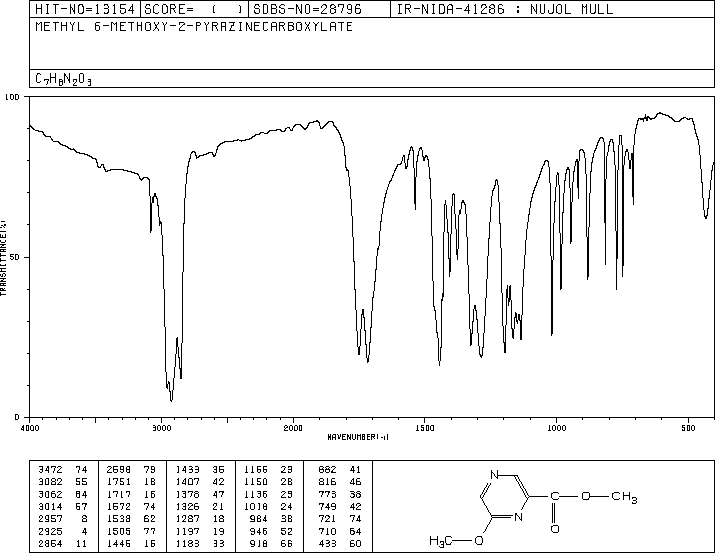 HIT-NO=13154 SCORE= ( ) SDBS-NO=28796 IR-NIDA-41286 : NUJOL MULL
METHYL 6-METHOXY-2-PYRAZINECARBOXYLATE
C7H8N2O3
100
50
0
TRANSMITTANCE(%)
4000 3000 2000 1500 1000 500
WAVENUMBER(-1)
3472 74 2598 79 1433 36 1166 23 882 41
3082 55 1751 18 1407 42 1150 28 816 46
3062 64 1717 16 1378 47 1136 23 773 38
3014 57 1572 74 1326 21 1018 24 749 42
2957 8 1538 62 1287 18 984 38 721 74
2925 4 1505 77 1197 19 946 52 710 64
2854 11 1446 16 1183 33 918 66 433 60
N
C O CH3
N O
H3C O